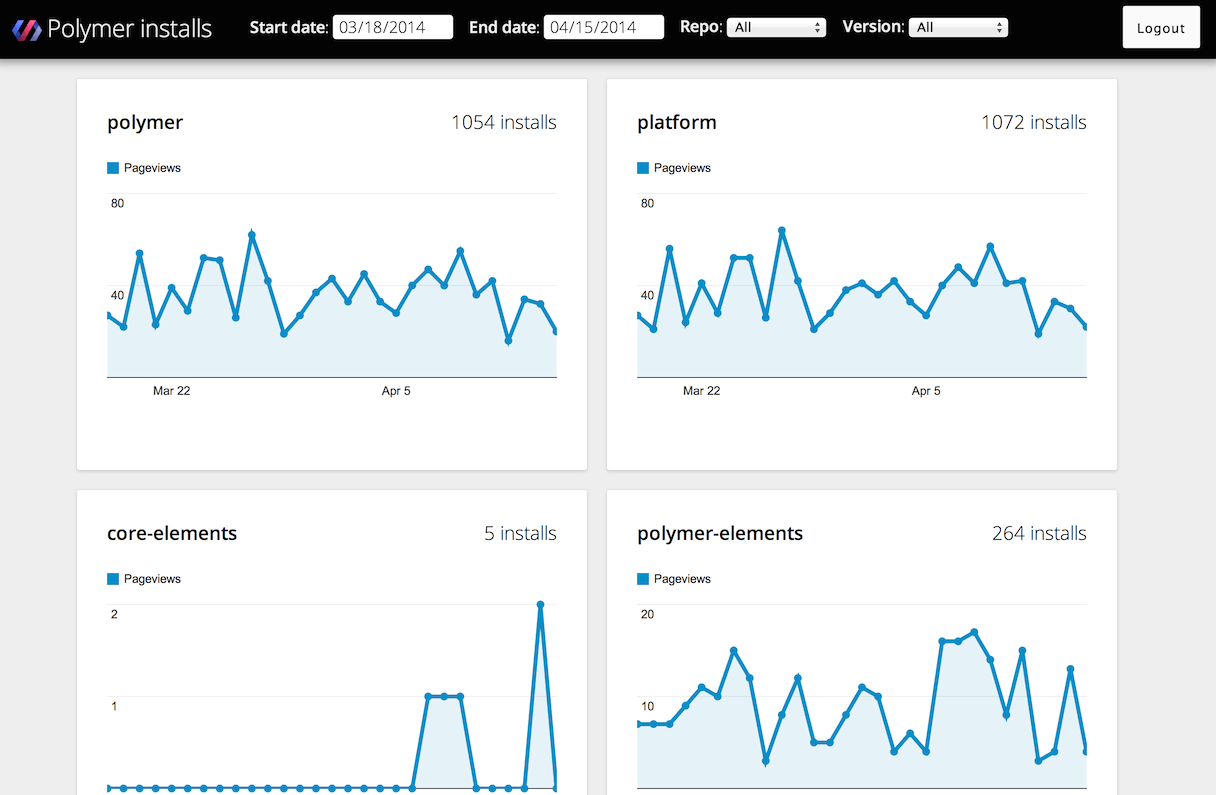 Polymer installs Start date: 03/18/2014 End date: 04/15/2014 Repo: All Version: All Logout
polymer 1054 installs
Pageviews
80
40
Mar 22 Apr 5
platform 1072 installs
Pageviews
80
40
Mar 22 Apr 5
core-elements 5 installs
Pageviews
2
1
polymer-elements 264 installs
Pageviews
20
10